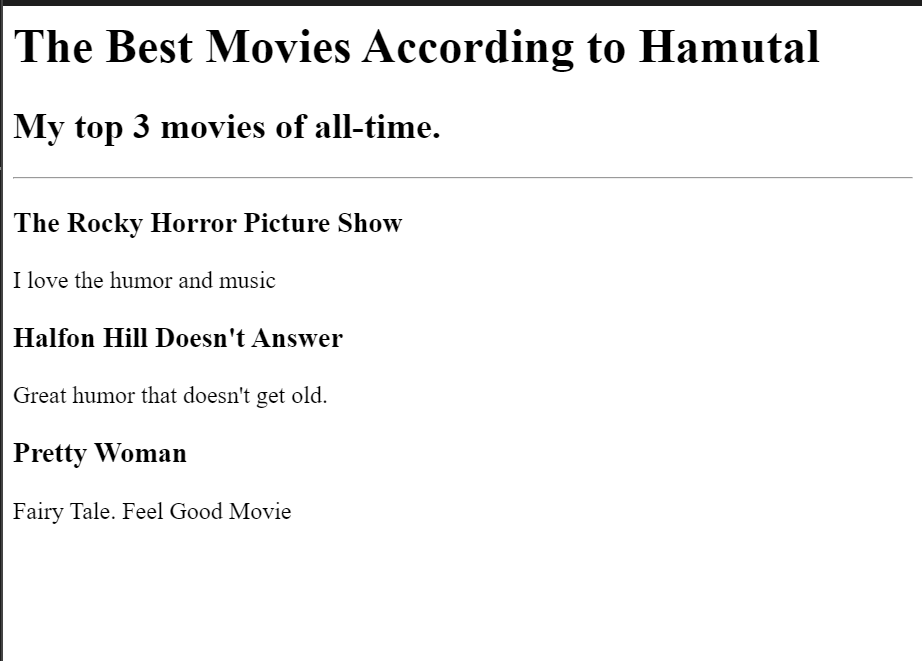 The Best Movies According to Hamutal
My top 3 movies of all-time.
The Rocky Horror Picture Show
I love the humor and music
Halfon Hill Doesn't Answer
Great humor that doesn't get old.
Pretty Woman
Fairy Tale. Feel Good Movie